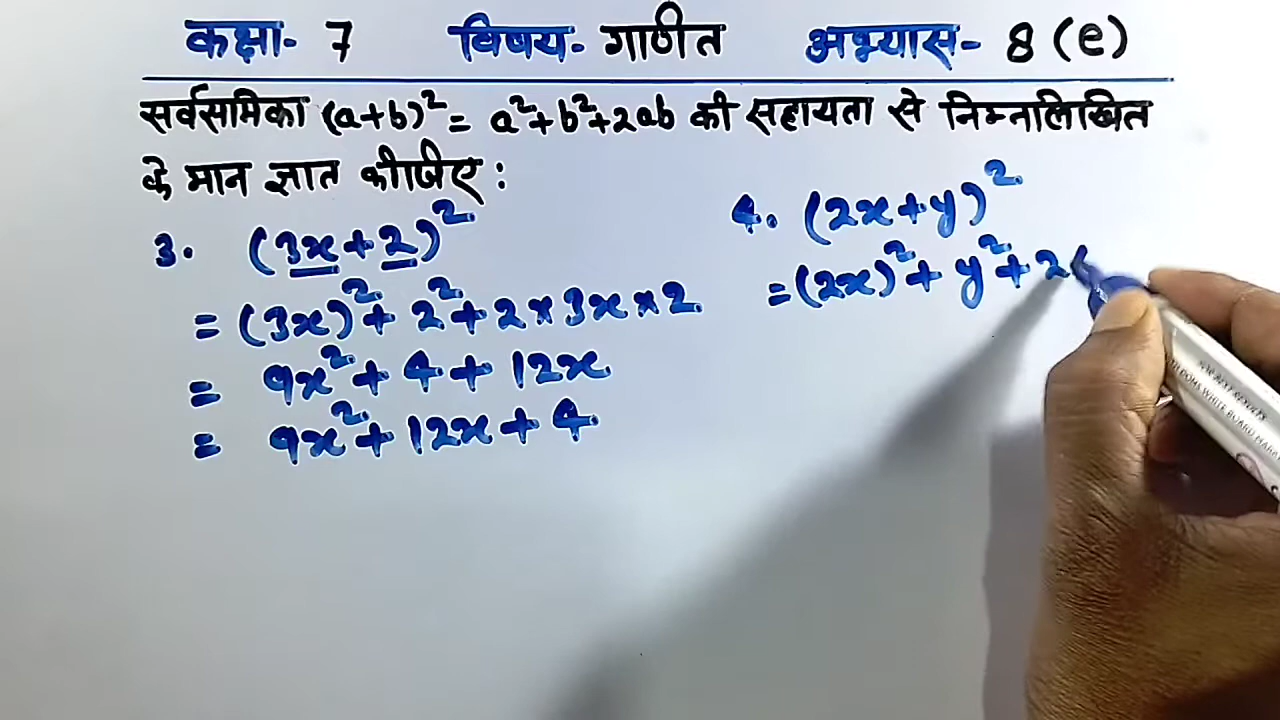 कक्षा- 7 विषय- गणित अभ्यास- 8 (e)
सर्वसमिका (a+b)² = a²+b²+2ab की सहायता से निम्नलिखित
के मान ज्ञात कीजिए :
3. (3x+2)²
= (3x)²+ 2²+2×3x×2
= 9x²+ 4 + 12x
= 9x²+ 12x + 4
4. (2x+y)²
= (2x)²+ y²+ 2(